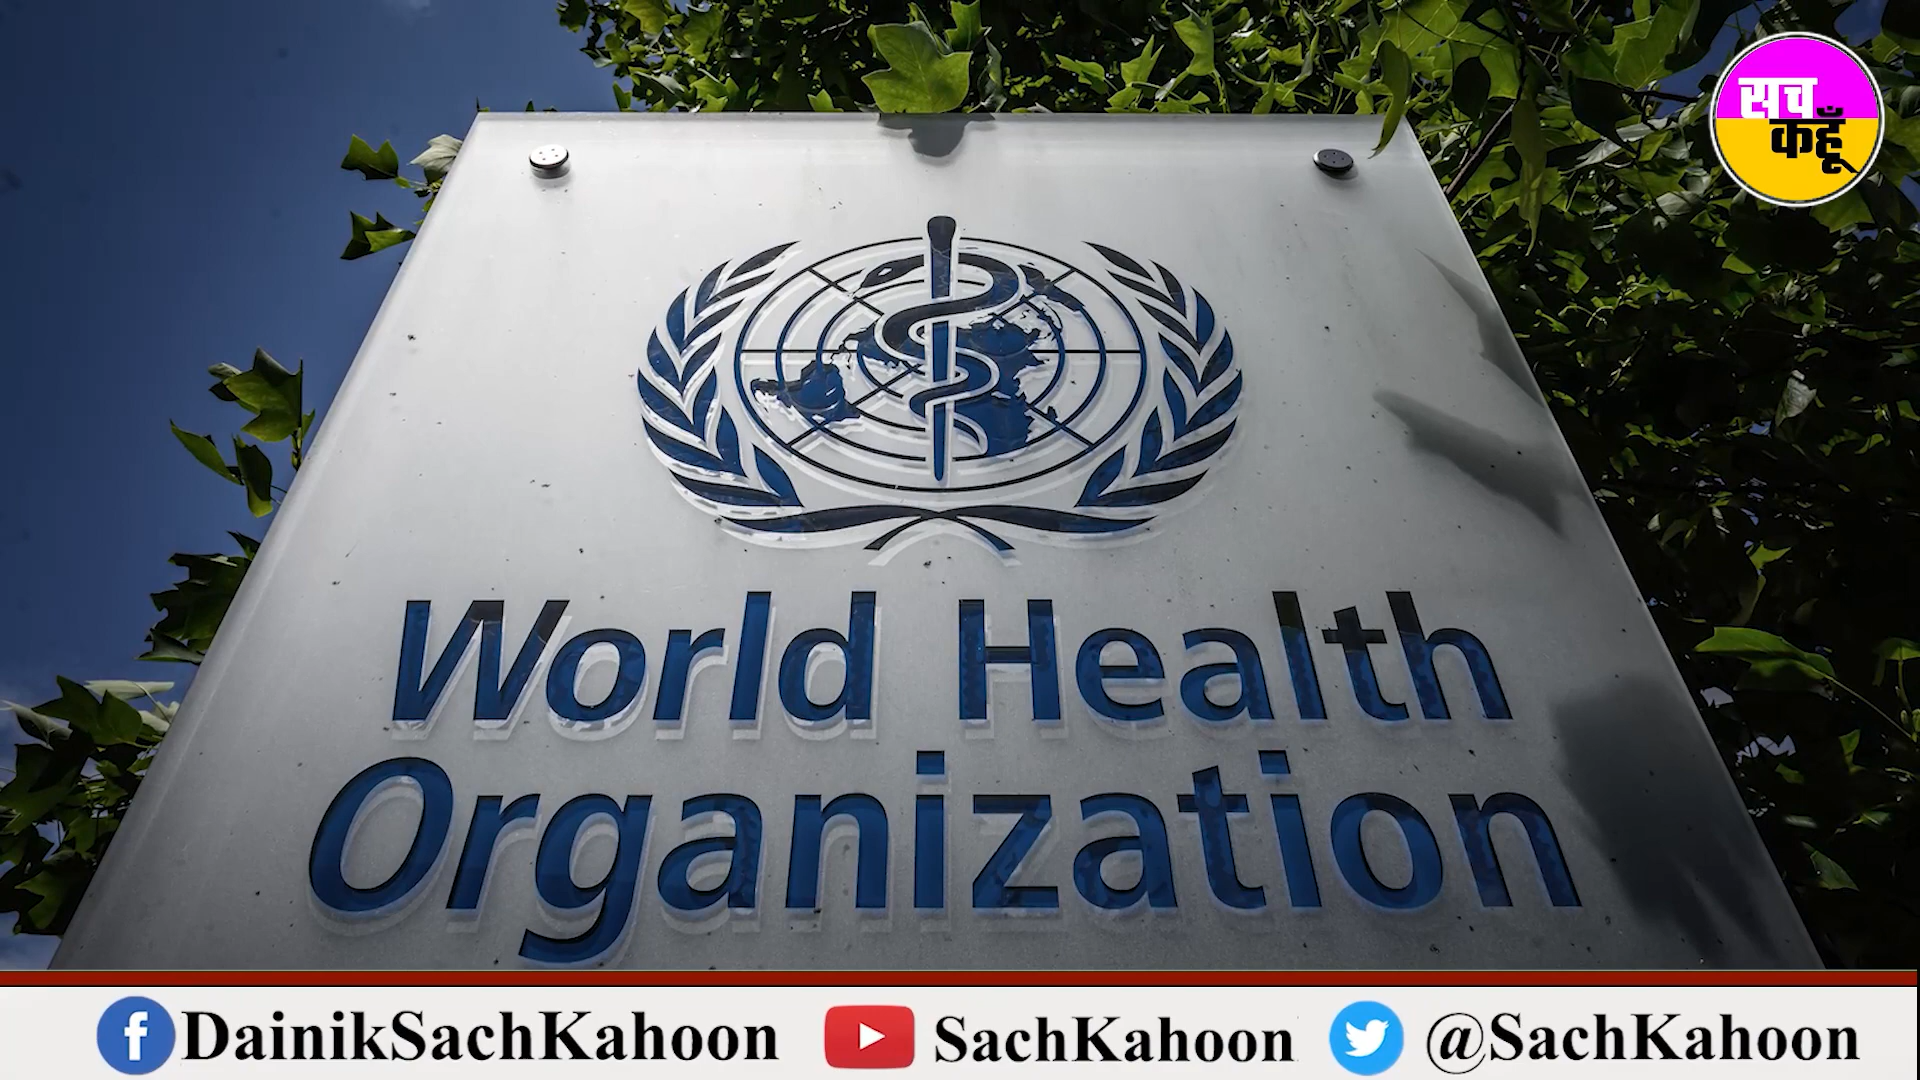 सच
कहूँ
World Health
Organization
DainikSachKahoon SachKahoon @SachKahoon